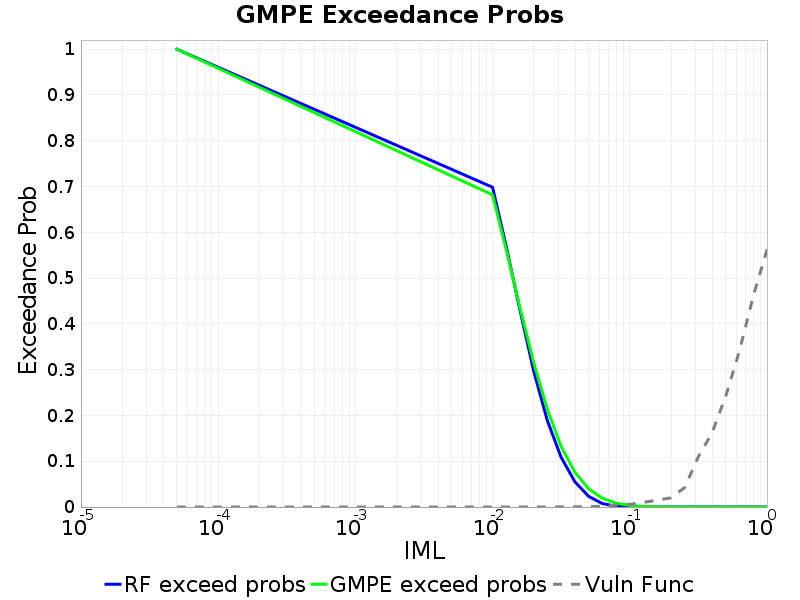 GMPE Exceedance Probs
Exceedance Prob
1
0.9
0.8
0.7
0.6
0.5
0.4
0.3
0.2
0.1
0
10^-5 10^-4 10^-3 10^-2 10^-1 10^0
IML
RF exceed probs GMPE exceed probs Vuln Func